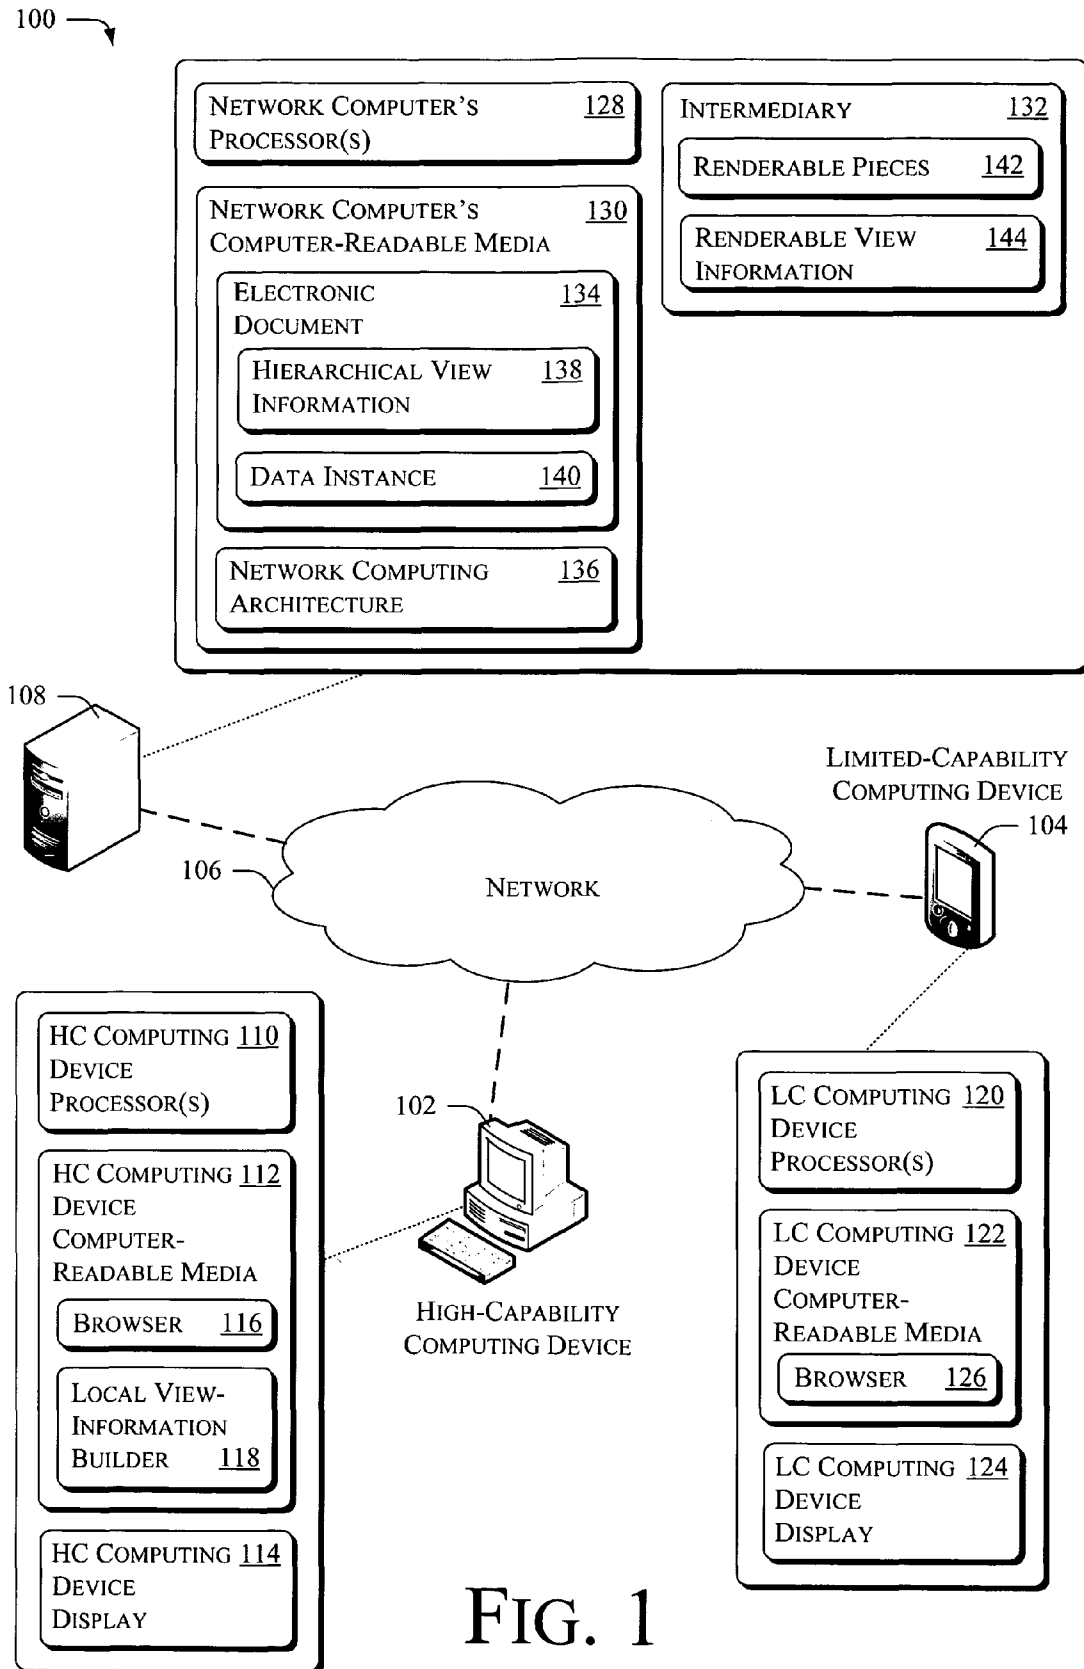 100
NETWORK COMPUTER'S 128
PROCESSOR(S)
NETWORK COMPUTER'S 130
COMPUTER-READABLE MEDIA
ELECTRONIC 134
DOCUMENT
HIERARCHICAL VIEW 138
INFORMATION
DATA INSTANCE 140
NETWORK COMPUTING 136
ARCHITECTURE
INTERMEDIARY 132
RENDERABLE PIECES 142
RENDERABLE VIEW 144
INFORMATION
108
LIMITED-CAPABILITY
COMPUTING DEVICE
104
106
NETWORK
HC COMPUTING 110
DEVICE
PROCESSOR(S)
HC COMPUTING 112
DEVICE
COMPUTER-
READABLE MEDIA
BROWSER 116
LOCAL VIEW-
INFORMATION
BUILDER 118
HC COMPUTING 114
DEVICE
DISPLAY
102
HIGH-CAPABILITY
COMPUTING DEVICE
LC COMPUTING 120
DEVICE
PROCESSOR(S)
LC COMPUTING 122
DEVICE
COMPUTER-
READABLE MEDIA
BROWSER 126
LC COMPUTING 124
DEVICE
DISPLAY
FIG. 1